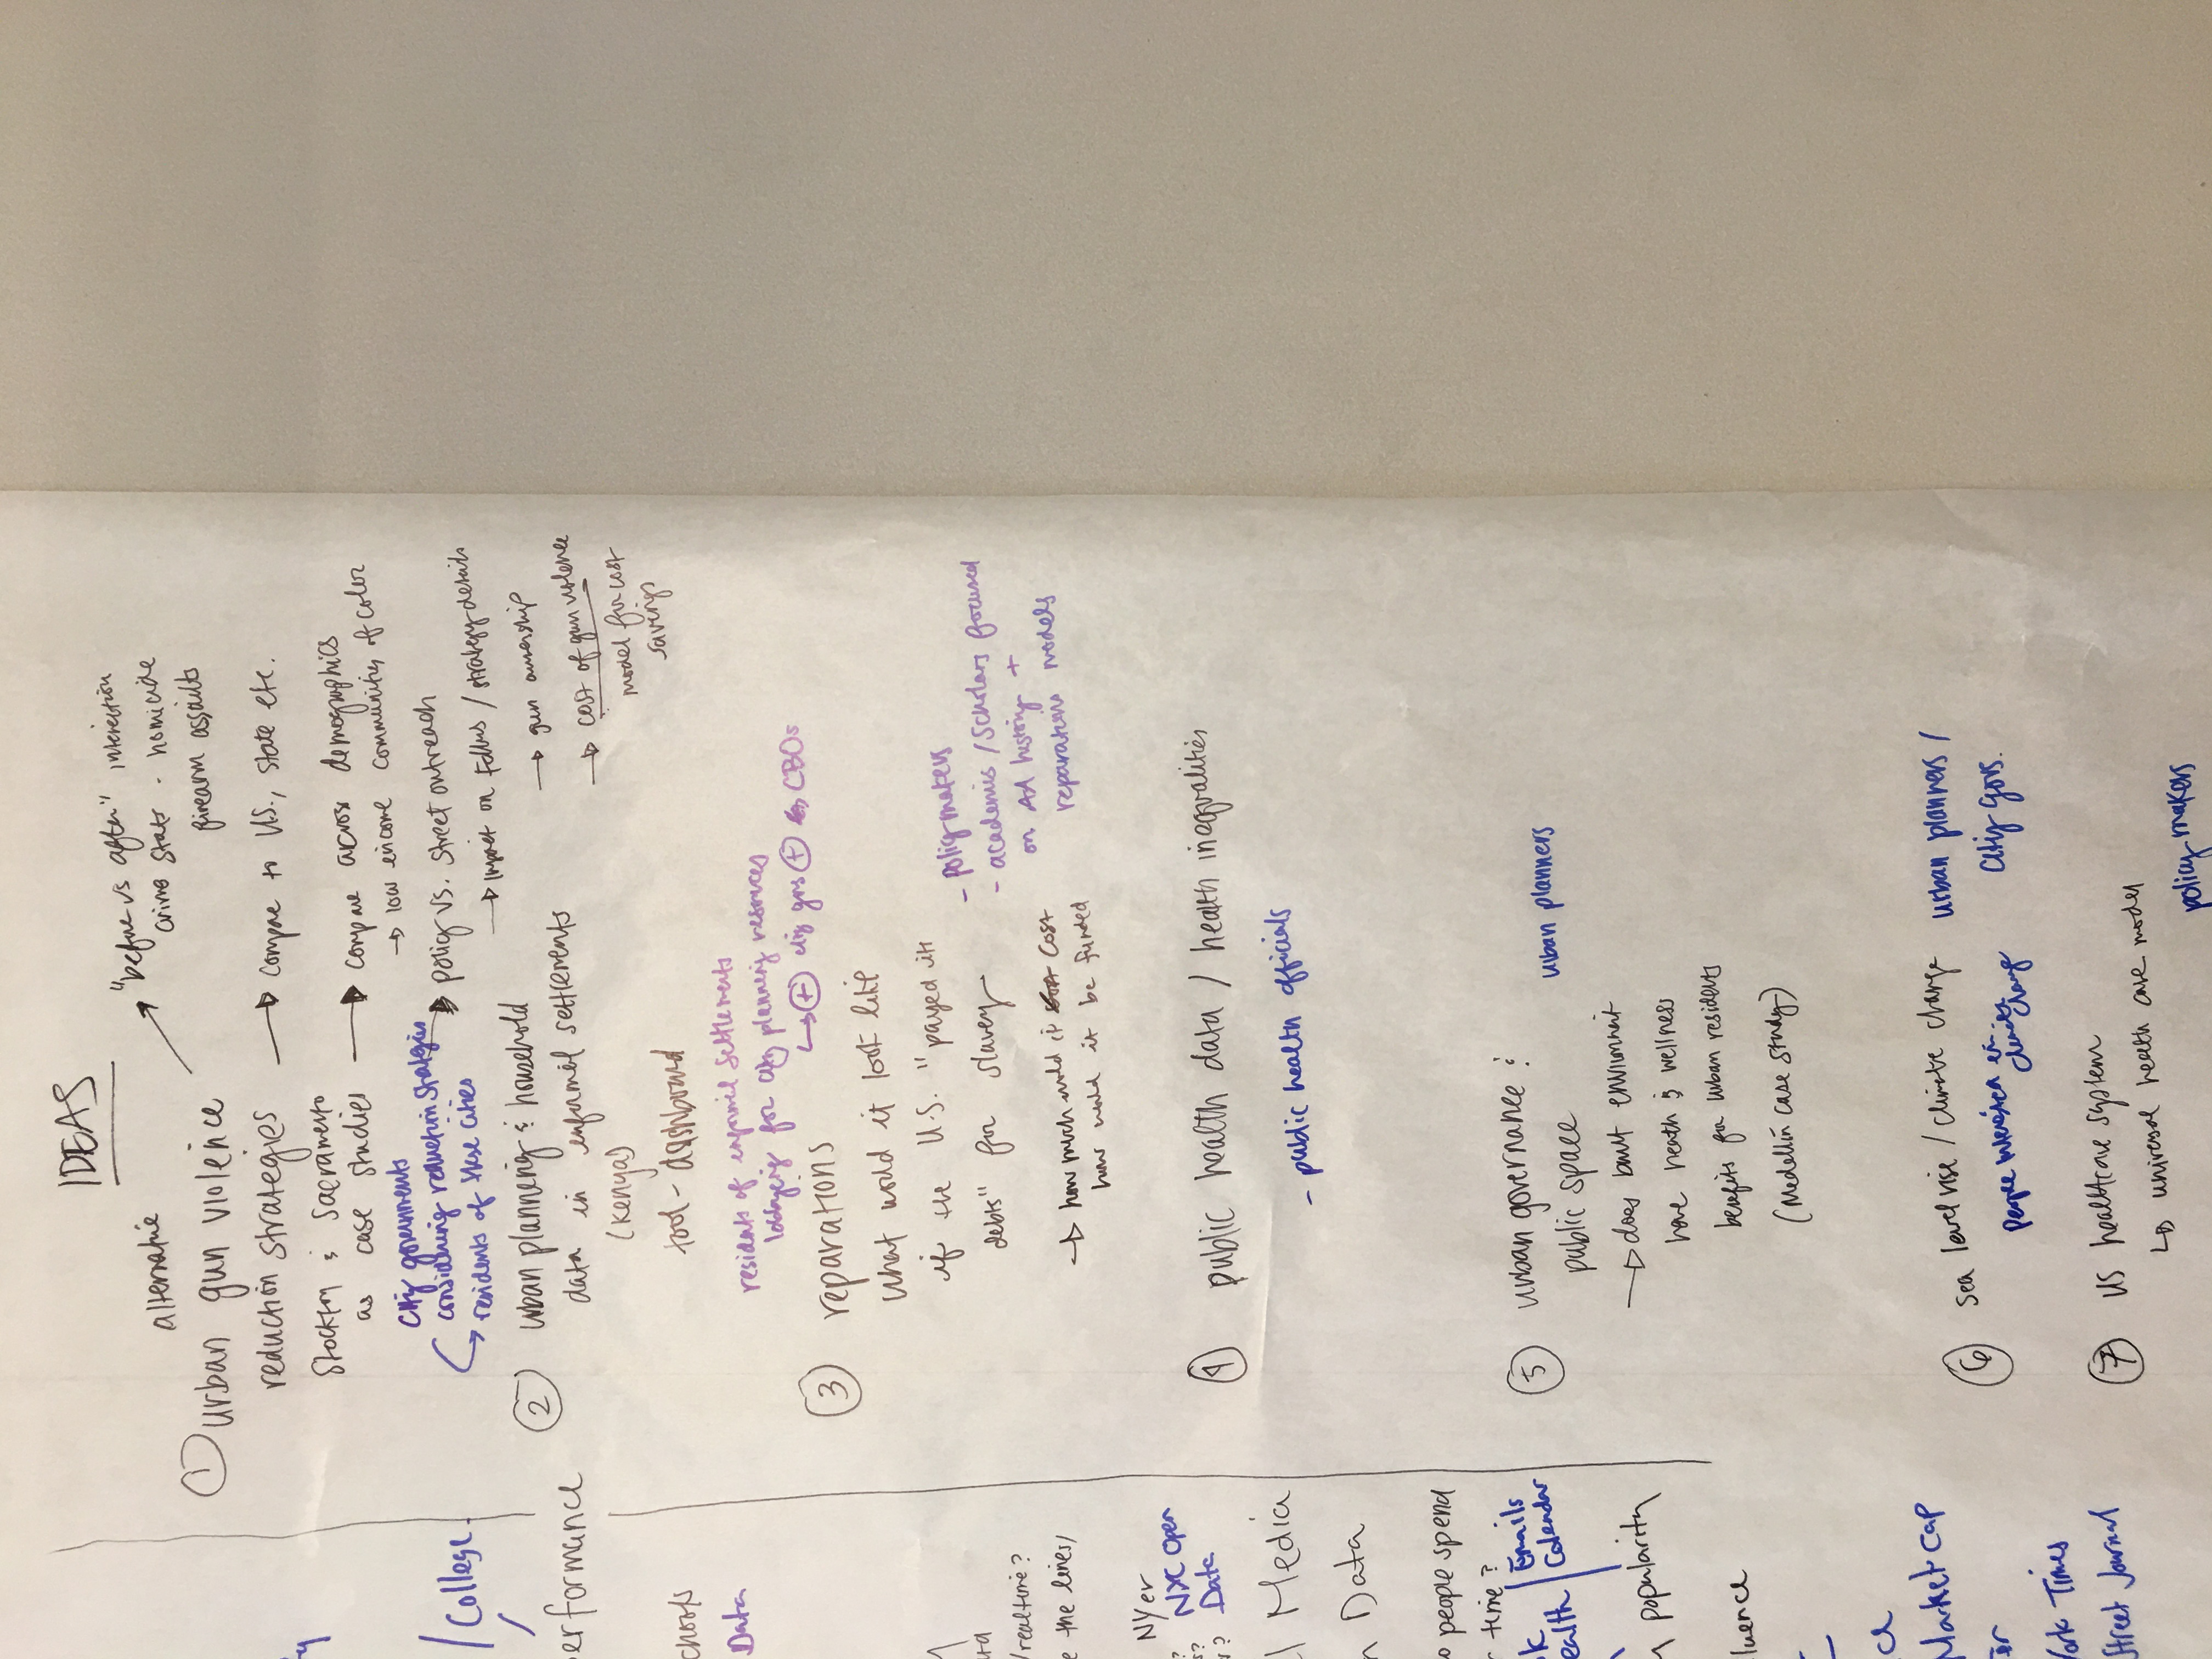 IDEAS
alternative
① urban gun violence
reduction strategies
Stockton & Sacramento
as case studies
City governments
considering reduction strategies
residents of these cities
"before vs after"
crime stats - homicide
firearm assaults
compare to U.S., state etc.
compare across demographics
→ low income communities of color
policy vs. street outreach
→ impact on / strategy details
→ gun ownership
→ cost of gun violence
model for cost
savings
② urban planning & household
data in informal settlements
(Kenya)
tool - dashboard
residents of informal settlements
lobbying for city planning resources
↳ + city govs + CBOs
③ reparations
What would it look like
if the U.S. "payed its
debts" for slavery
→ how much would it cost
how would it be funded
- policymakers
- academics / Scholars focused
on AA history +
reparations models
④ public health data / health inequalities
- public health officials
⑤ urban governance &
public space
urban planners
→ does built environment
have heath & wellness
benefits for urban residents
(Medellín case study)
⑥ Sea level rise / climate change
People interested in
climate change
urban planners /
City govs.
⑦ US healthcare system
↳ universal health care model
policy makers
/ College
erformance
chools
Data
/realtime?
e the lines/
NYer
NYC Open
Data
Media
Data
people spend
time?
Emails
ealth
Calendar
popularity
luence
Market Cap
York Times
Street Journal